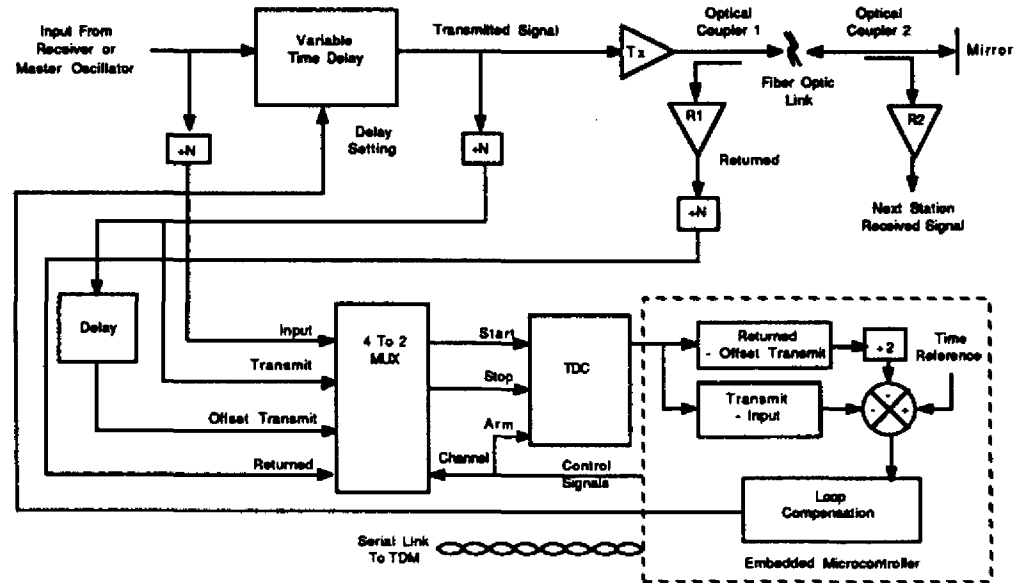 Input From
Receiver or
Master Oscillator
Variable
Time Delay
Transmitted Signal
Tx
Optical
Coupler 1
Optical
Coupler 2
Mirror
Fiber Optic
Link
R1
R2
÷N
Delay
Setting
÷N
Returned
÷N
Next Station
Received Signal
Delay
Input
Transmit
Offset Transmit
Returned
4 To 2
MUX
Start
Stop
Arm
Channel
TDC
Control
Signals
Returned
- Offset Transmit
÷2
Time
Reference
Transmit
- Input
- - +
Loop
Compensation
Serial Link
To TDM
Embedded Microcontroller